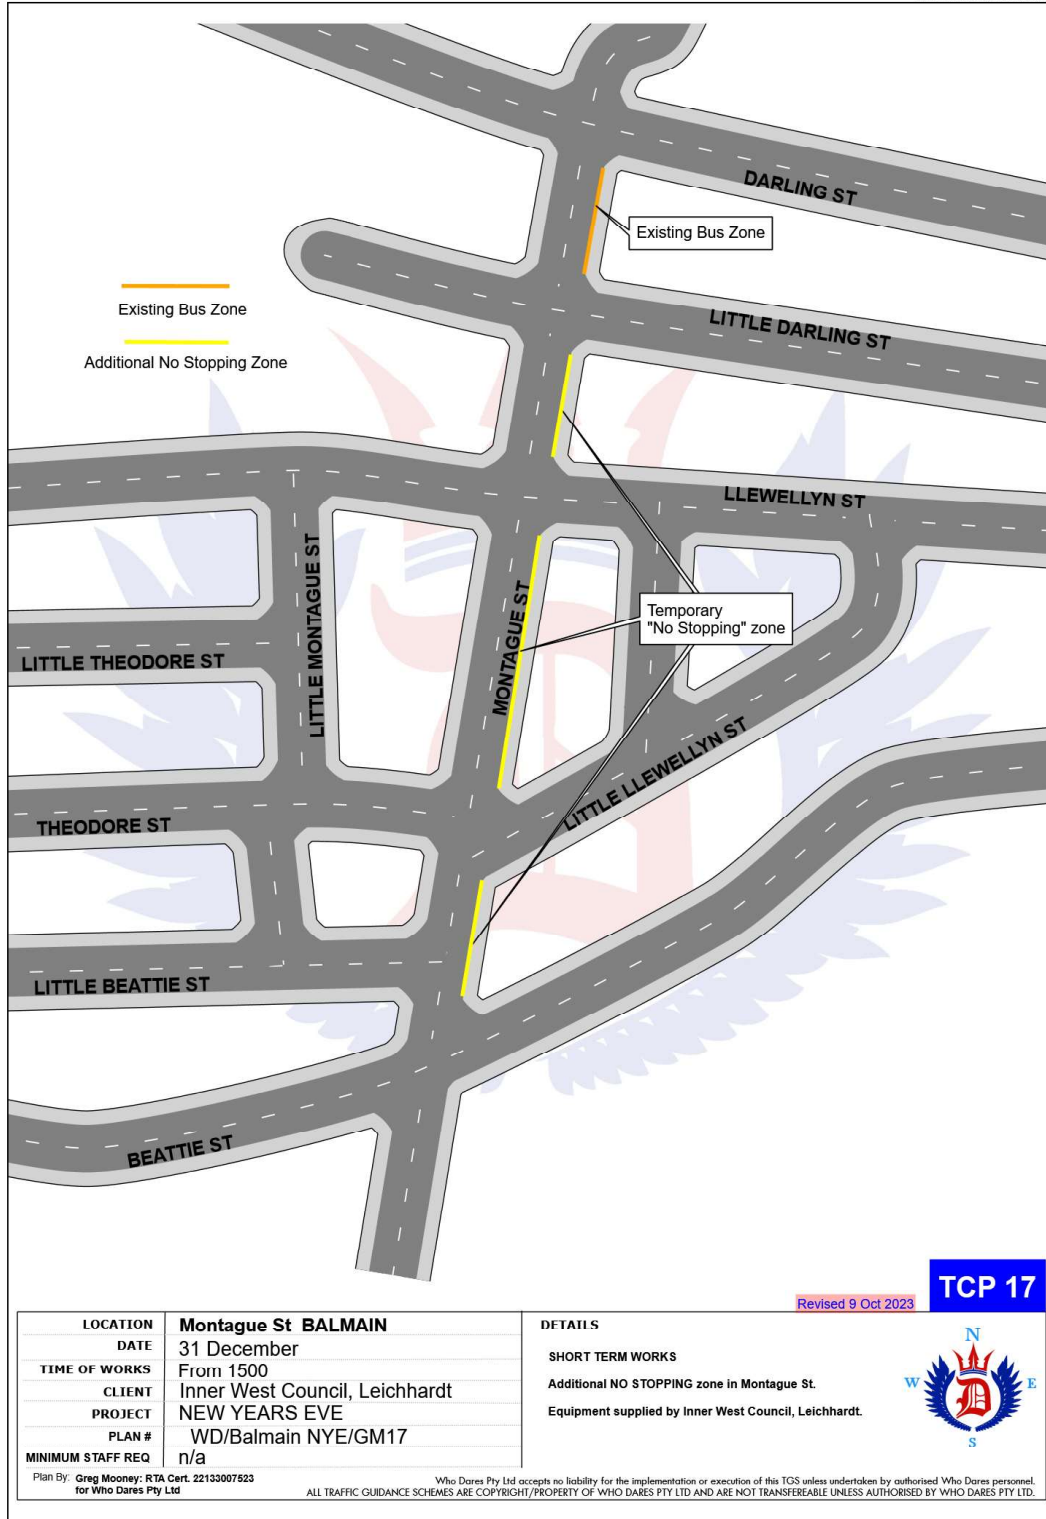 DARLING ST
Existing Bus Zone
LITTLE DARLING ST
Existing Bus Zone
Additional No Stopping Zone
LLEWELLYN ST
LITTLE MONTAGUE ST
MONTAGUE ST
Temporary
"No Stopping" zone
LITTLE THEODORE ST
LITTLE LLEWELLYN ST
THEODORE ST
LITTLE BEATTIE ST
BEATTIE ST
TCP 17
Revised 9 Oct 2023
LOCATION Montague St BALMAIN
DATE 31 December
TIME OF WORKS From 1500
CLIENT Inner West Council, Leichhardt
PROJECT NEW YEARS EVE
PLAN # WD/Balmain NYE/GM17
MINIMUM STAFF REQ n/a
DETAILS
SHORT TERM WORKS
Additional NO STOPPING zone in Montague St.
Equipment supplied by Inner West Council, Leichhardt.
N
W E
D
S
Plan By: Greg Mooney: RTA Cert. 22133007523
for Who Dares Pty Ltd
Who Dares Pty Ltd accepts no liability for the implementation or execution of this TGS unless undertaken by authorised Who Dares personnel.
ALL TRAFFIC GUIDANCE SCHEMES ARE COPYRIGHT/PROPERTY OF WHO DARES PTY LTD AND ARE NOT TRANSFEREABLE UNLESS AUTHORISED BY WHO DARES PTY LTD.